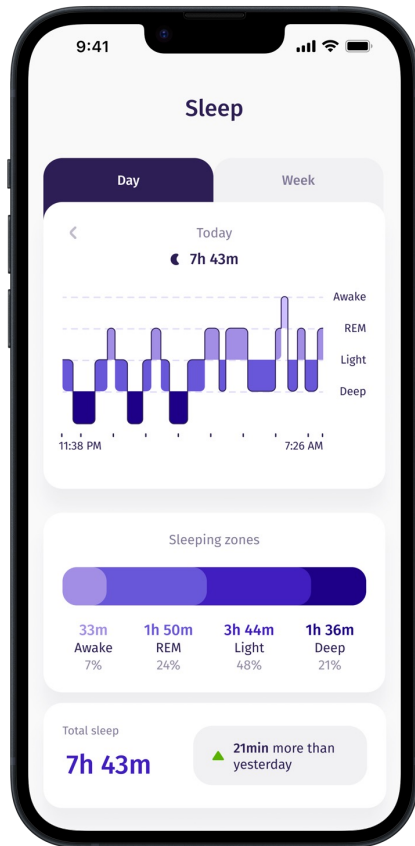 9:41
Sleep
Day
Week
Today
7h 43m
Awake
REM
Light
Deep
11:38 PM
7:26 AM
Sleeping zones
33m
1h 50m
3h 44m
1h 36m
Awake
REM
Light
Deep
7%
24%
48%
21%
Total sleep
7h 43m
21min more than
yesterday